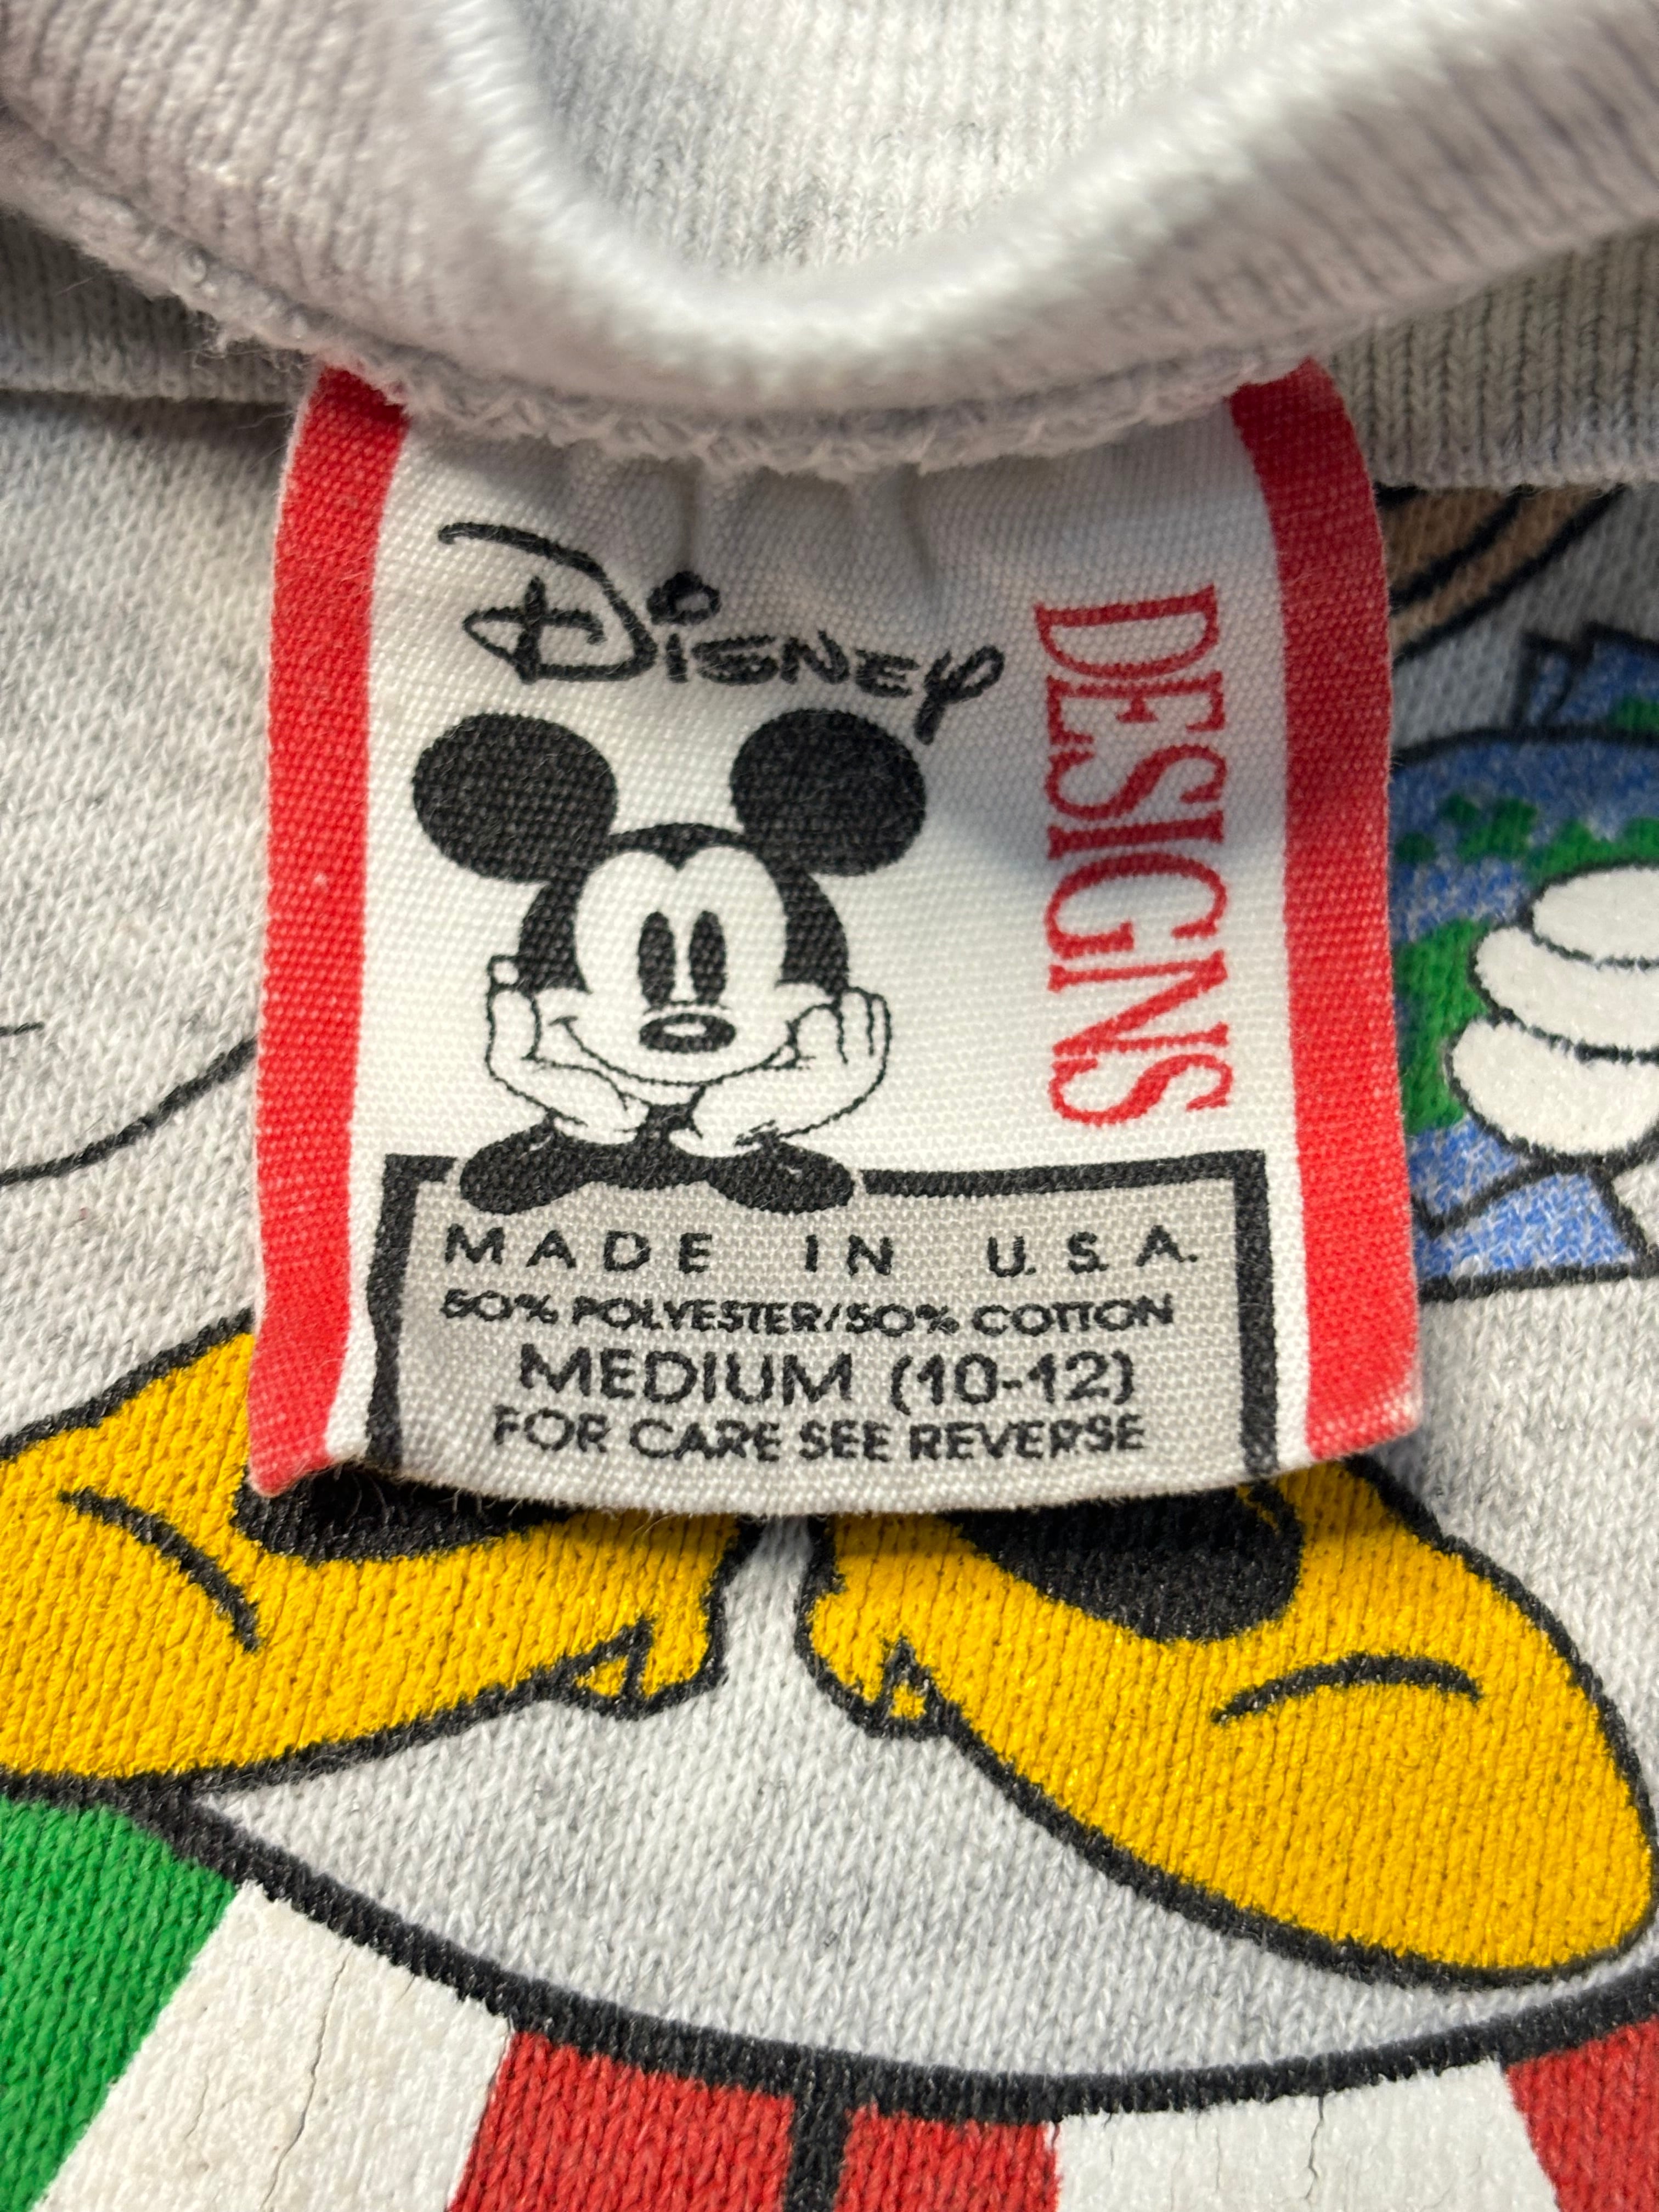 Disney
DESIGNS
MADE IN U.S.A.
50% POLYESTER/50% COTTON
MEDIUM (10-12)
FOR CARE SEE REVERSE